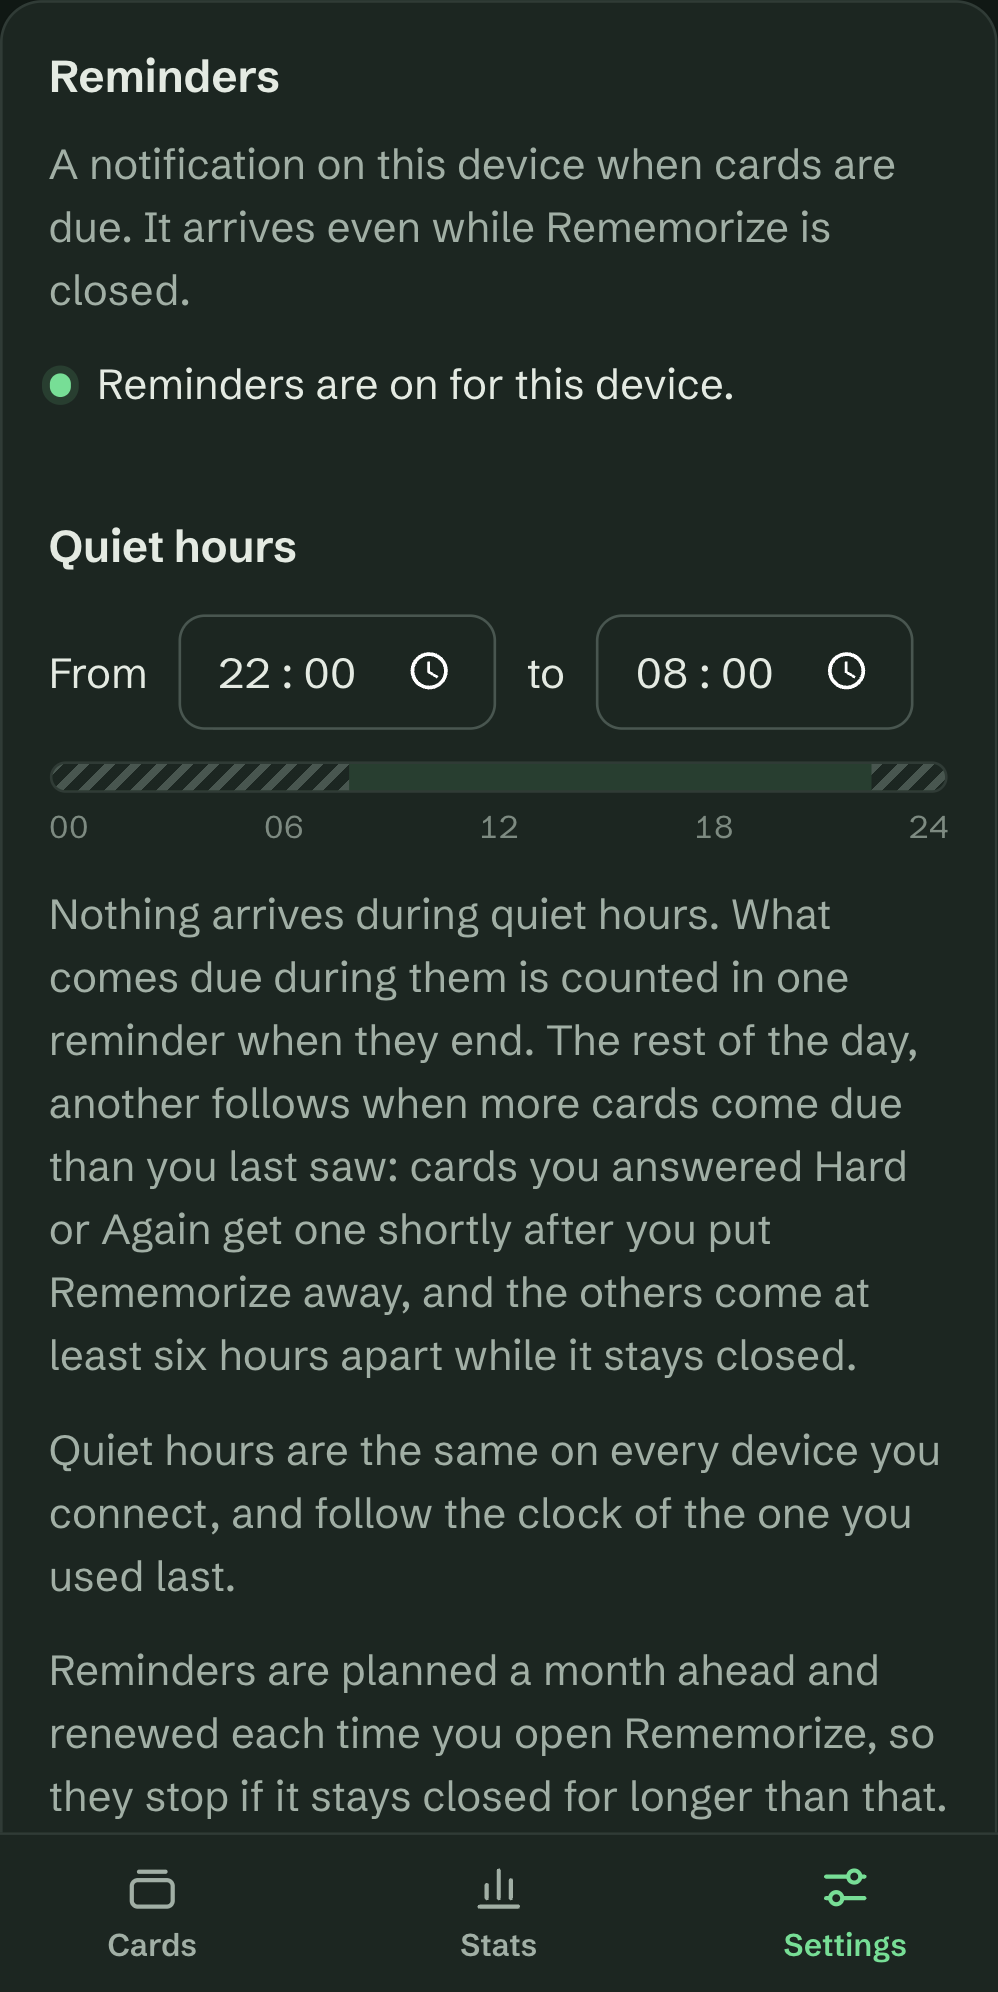 Reminders
A notification on this device when cards are
due. It arrives even while Rememorize is
closed.
Reminders are on for this device.
Quiet hours
From 22:00 to 08:00
00 06 12 18 24
Nothing arrives during quiet hours. What
comes due during them is counted in one
reminder when they end. The rest of the day,
another follows when more cards come due
than you last saw: cards you answered Hard
or Again get one shortly after you put
Rememorize away, and the others come at
least six hours apart while it stays closed.
Quiet hours are the same on every device you
connect, and follow the clock of the one you
used last.
Reminders are planned a month ahead and
renewed each time you open Rememorize, so
they stop if it stays closed for longer than that.
Cards Stats Settings